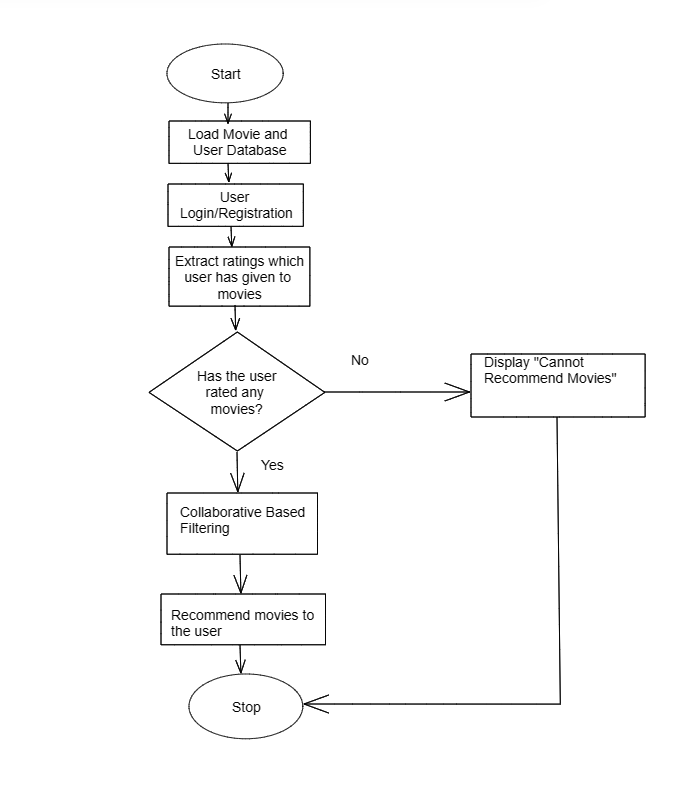 Start
Load Movie and
User Database
User
Login/Registration
Extract ratings which
user has given to
movies
Has the user
rated any
movies?
No
Display "Cannot
Recommend Movies"
Yes
Collaborative Based
Filtering
Recommend movies to
the user
Stop